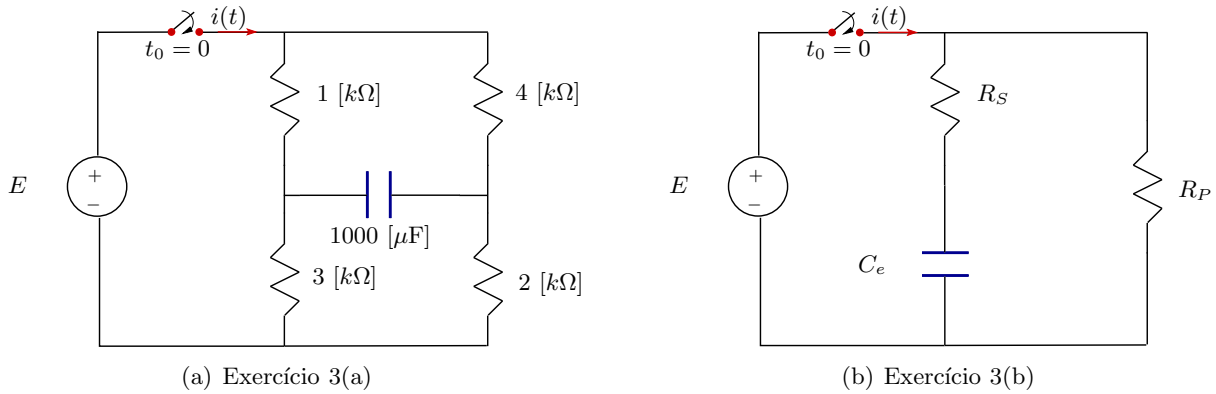 i(t)
t₀ = 0
1 [kΩ]
4 [kΩ]
E
+
−
1000 [μF]
3 [kΩ]
2 [kΩ]
(a) Exercício 3(a)
i(t)
t₀ = 0
R_S
E
+
−
R_P
C_e
(b) Exercício 3(b)